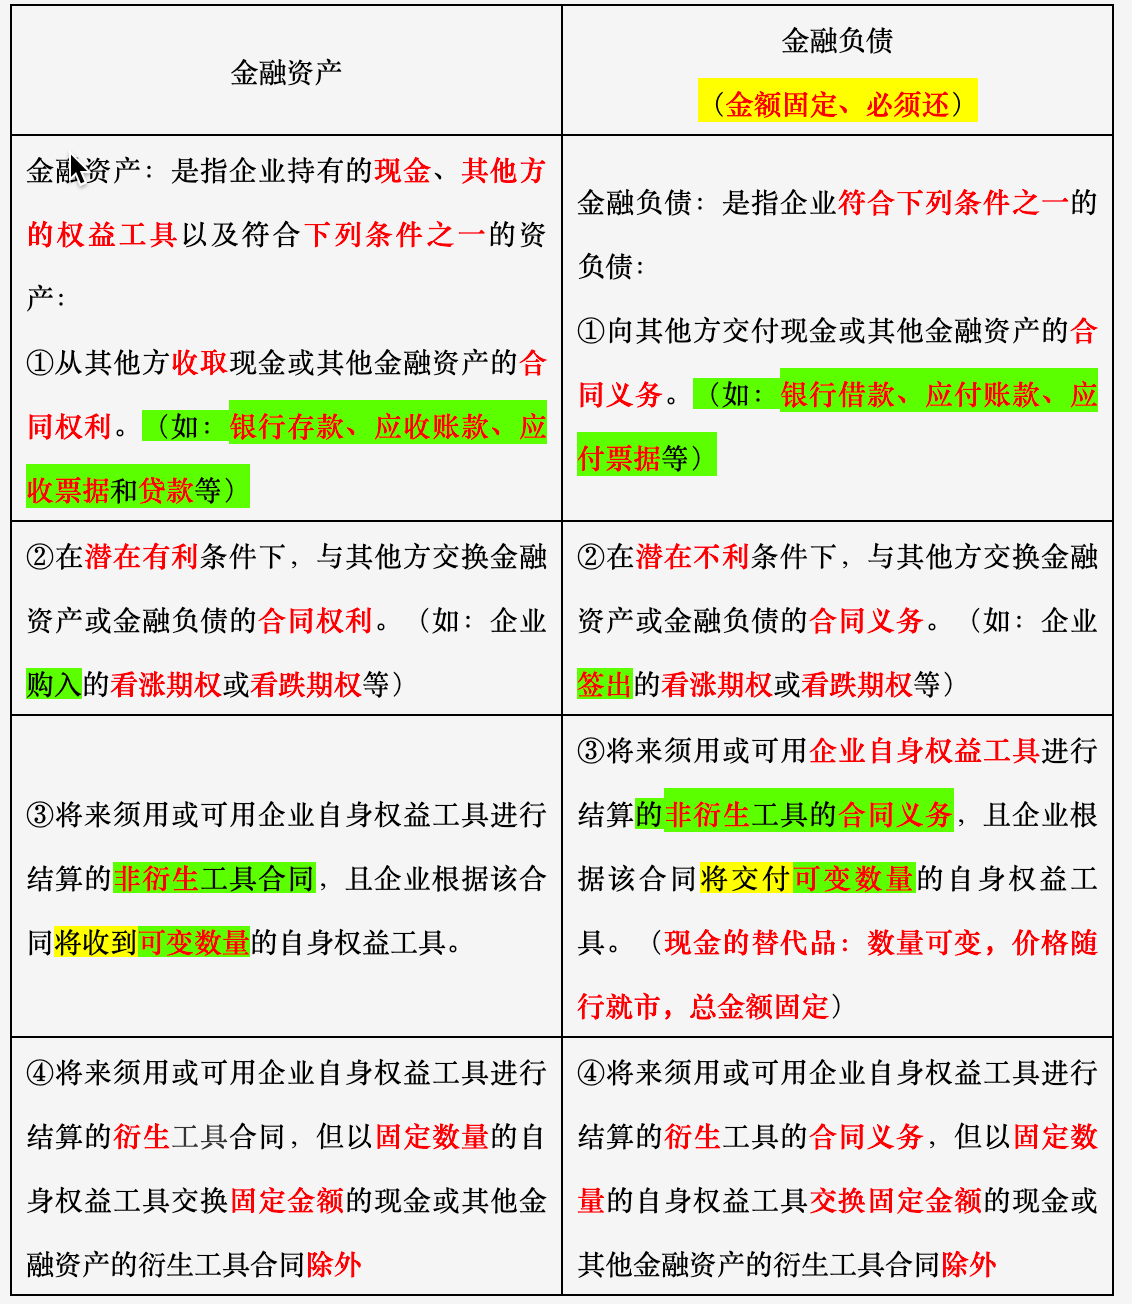 金融资产
金融负债
（金额固定、必须还）
金融资产：是指企业持有的现金、其他方
的权益工具以及符合下列条件之一的资
产：
①从其他方收取现金或其他金融资产的合
同权利。（如：银行存款、应收账款、应
收票据和贷款等）
金融负债：是指企业符合下列条件之一的
负债：
①向其他方交付现金或其他金融资产的合
同义务。（如：银行借款、应付账款、应
付票据等）
②在潜在有利条件下，与其他方交换金融
资产或金融负债的合同权利。（如：企业
购入的看涨期权或看跌期权等）
②在潜在不利条件下，与其他方交换金融
资产或金融负债的合同义务。（如：企业
签出的看涨期权或看跌期权等）
③将来须用或可用企业自身权益工具进行
结算的非衍生工具合同，且企业根据该合
同将收到可变数量的自身权益工具。
③将来须用或可用企业自身权益工具进行
结算的非衍生工具的合同义务，且企业根
据该合同将交付可变数量的自身权益工
具。（现金的替代品：数量可变，价格随
行就市，总金额固定）
④将来须用或可用企业自身权益工具进行
结算的衍生工具合同，但以固定数量的自
身权益工具交换固定金额的现金或其他金
融资产的衍生工具合同除外
④将来须用或可用企业自身权益工具进行
结算的衍生工具的合同义务，但以固定数
量的自身权益工具交换固定金额的现金或
其他金融资产的衍生工具合同除外